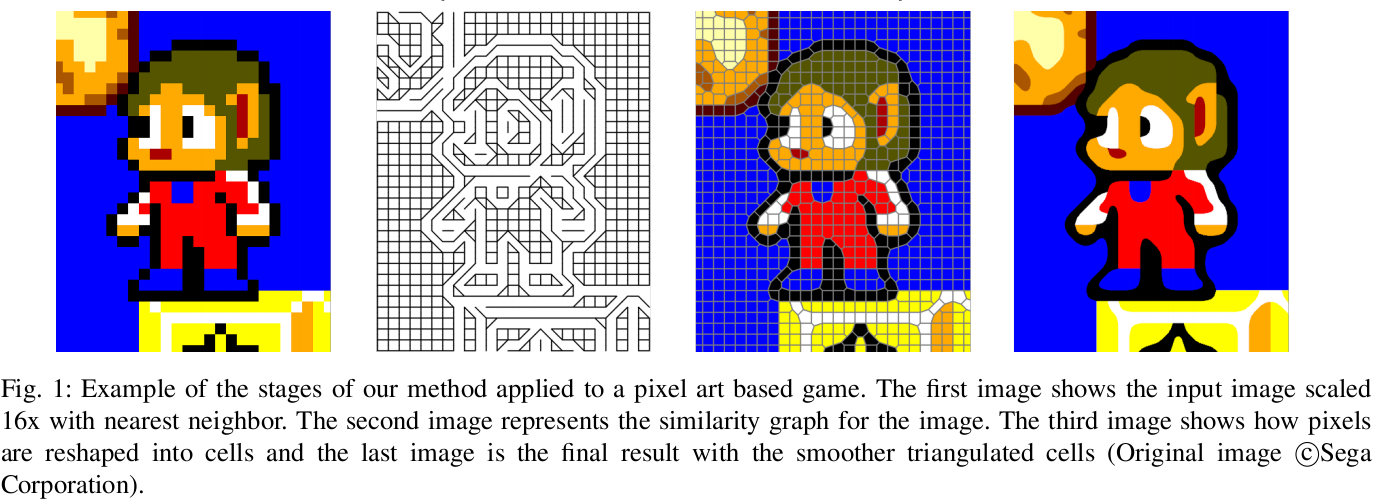 Fig. 1: Example of the stages of our method applied to a pixel art based game. The first image shows the input image scaled
16x with nearest neighbor. The second image represents the similarity graph for the image. The third image shows how pixels
are reshaped into cells and the last image is the final result with the smoother triangulated cells (Original image ©Sega
Corporation).